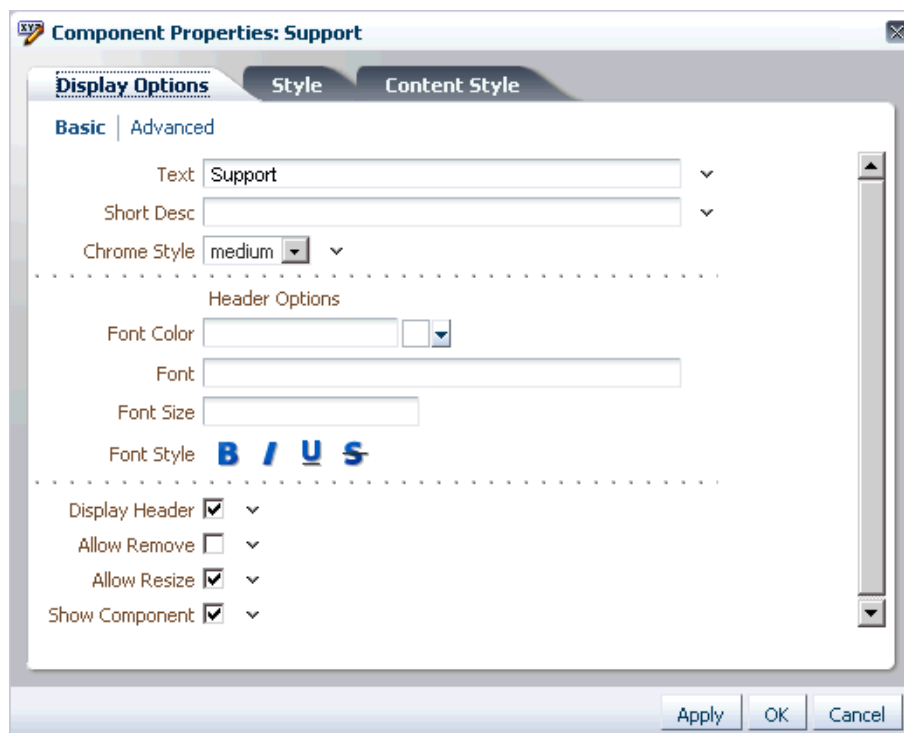 Component Properties: Support
Display Options Style Content Style
Basic Advanced
Text Support
Short Desc
Chrome Style medium
Header Options
Font Color
Font
Font Size
Font Style B I U S
Display Header
Allow Remove
Allow Resize
Show Component
Apply OK Cancel